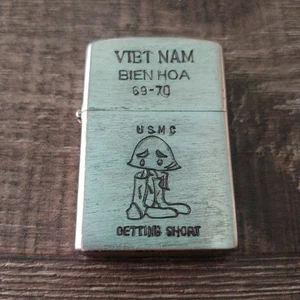 VIET NAM
BIEN HOA
69-70
USMC
GETTING SHORT